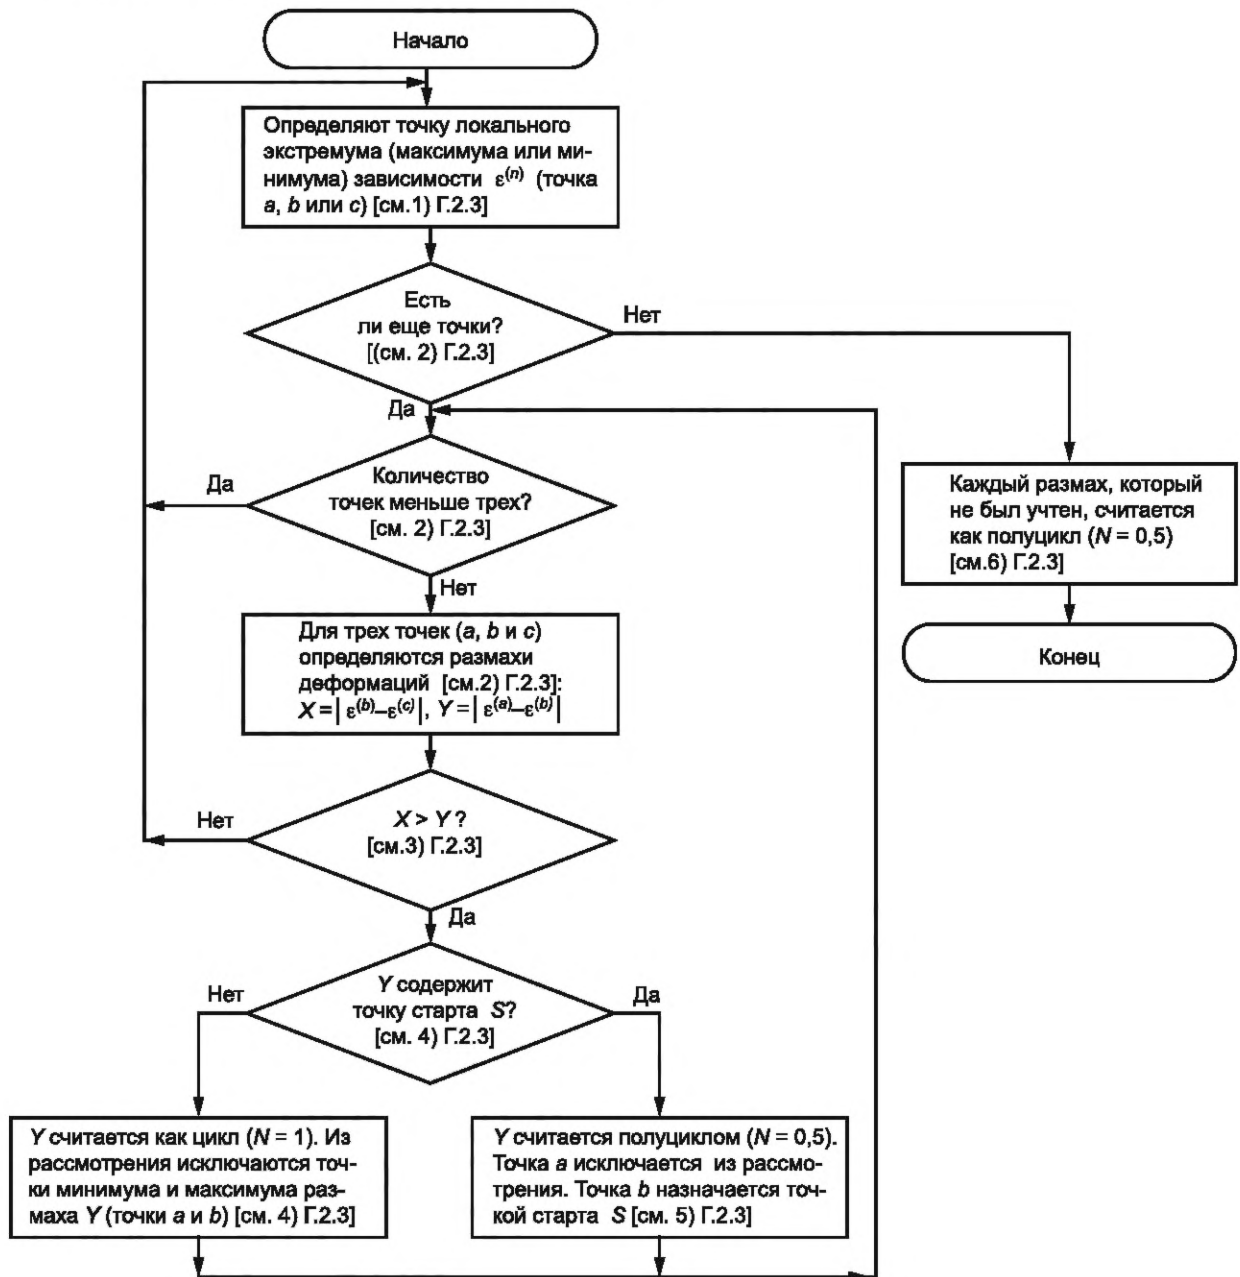 Начало
Определяют точку локального
экстремума (максимума или ми-
нимума) зависимости ε⁽ⁿ⁾ (точка
a, b или c) [см.1) Г.2.3]
Есть
ли еще точки?
[(см. 2) Г.2.3]
Нет
Да
Количество
точек меньше трех?
[см. 2) Г.2.3]
Да
Нет
Каждый размах, который
не был учтен, считается
как полуцикл (N = 0,5)
[см.6) Г.2.3]
Конец
Для трех точек (a, b и c)
определяются размахи
деформаций [см.2) Г.2.3]:
X = | ε⁽ᵇ⁾–ε⁽ᶜ⁾|, Y = | ε⁽ᵃ⁾–ε⁽ᵇ⁾|
X > Y ?
[см.3) Г.2.3]
Нет
Да
Y содержит
точку старта S?
[см. 4) Г.2.3]
Нет
Да
Y считается как цикл (N = 1). Из
рассмотрения исключаются точ-
ки минимума и максимума раз-
маха Y (точки a и b) [см. 4) Г.2.3]
Y считается полуциклом (N = 0,5).
Точка a исключается из рассмо-
трения. Точка b назначается точ-
кой старта S [см. 5) Г.2.3]